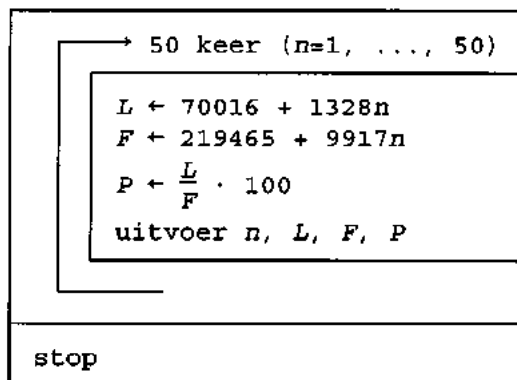 50 keer (n=1, ..., 50)
L ← 70016 + 1328n
F ← 219465 + 9917n
P ← L/F · 100
uitvoer n, L, F, P
stop